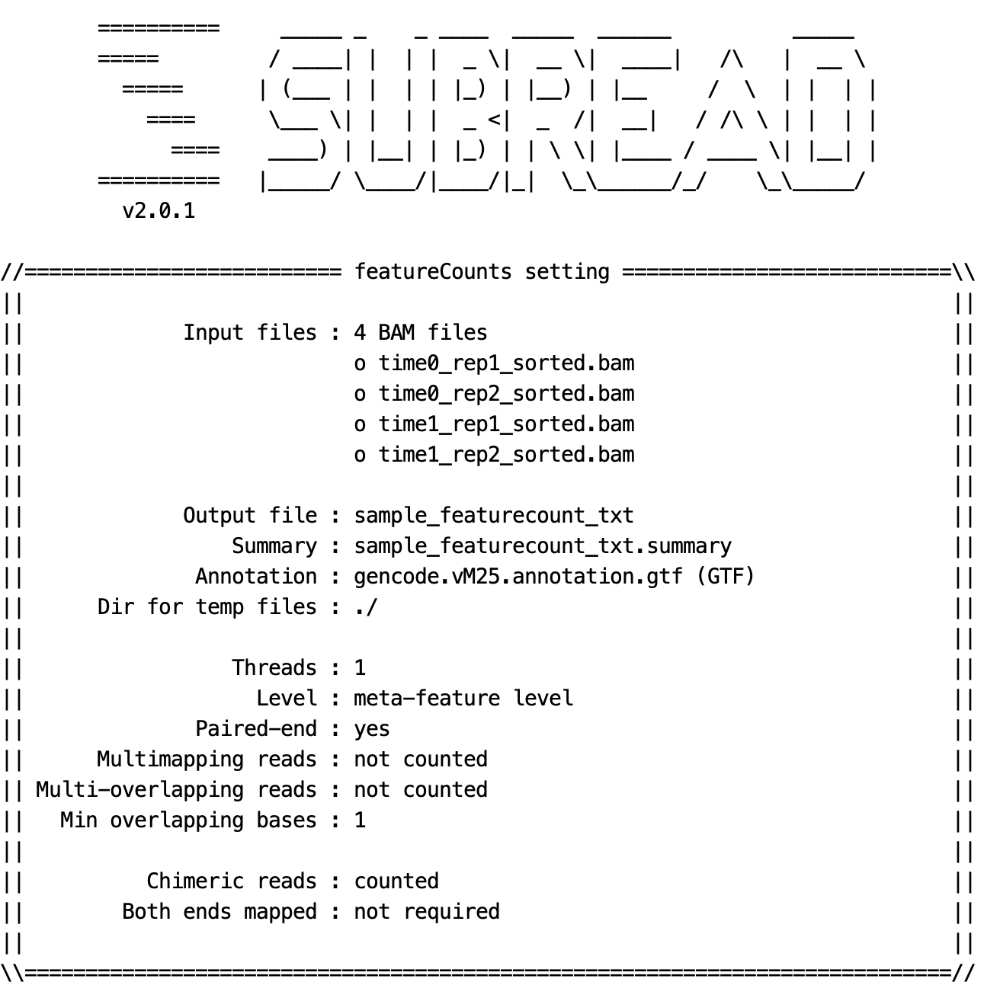 ==========     _____ _    _ ____  _____  ______          _____
=====         / ____| |  | |  _ \|  __ \|  ____|   /\   |  __ \
  =====      | (___ | |  | | |_) | |__) | |__     /  \  | |  | |
    ====      \___ \| |  | |  _ <|  _  /|  __|   / /\ \ | |  | |
      ====    ____) | |__| | |_) | | \ \| |____ / ____ \| |__| |
==========   |_____/ \____/|____/|_|  \_\______/_/    \_\_____/
v2.0.1
//========================== featureCounts setting ===========================\\
||                                                                            ||
||             Input files : 4 BAM files                                      ||
||                           o time0_rep1_sorted.bam                          ||
||                           o time0_rep2_sorted.bam                          ||
||                           o time1_rep1_sorted.bam                          ||
||                           o time1_rep2_sorted.bam                          ||
||                                                                            ||
||             Output file : sample_featurecount_txt                          ||
||                 Summary : sample_featurecount_txt.summary                  ||
||              Annotation : gencode.vM25.annotation.gtf (GTF)                ||
||      Dir for temp files : ./                                               ||
||                                                                            ||
||                 Threads : 1                                                ||
||                   Level : meta-feature level                               ||
||              Paired-end : yes                                              ||
||      Multimapping reads : not counted                                      ||
|| Multi-overlapping reads : not counted                                      ||
||   Min overlapping bases : 1                                                ||
||                                                                            ||
||          Chimeric reads : counted                                          ||
||        Both ends mapped : not required                                     ||
||                                                                            ||
\\============================================================================//